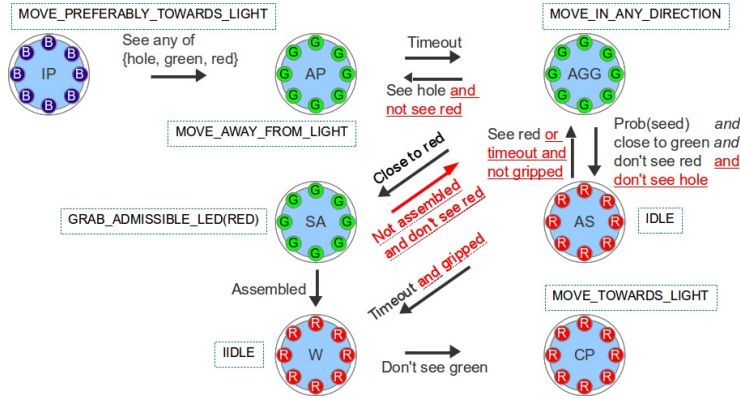 MOVE_PREFERABLY_TOWARDS_LIGHT
MOVE_IN_ANY_DIRECTION
B
B
B
B
B
B
B
B
IP
See any of
{hole, green, red}
G
G
G
G
G
G
G
G
AP
Timeout
See hole and
not see red
G
G
G
G
G
G
G
G
AGG
MOVE_AWAY_FROM_LIGHT
Close to red
Not assembled
and don't see red
See red or
timeout and
not gripped
Prob(seed) and
close to green and
don't see red and
don't see hole
GRAB_ADMISSIBLE_LED(RED)
G
G
G
G
G
G
G
G
SA
R
R
R
R
R
R
R
R
AS
IDLE
Assembled
Timeout and gripped
MOVE_TOWARDS_LIGHT
IIDLE
R
R
R
R
R
R
R
R
W
Don't see green
R
R
R
R
R
R
R
R
CP